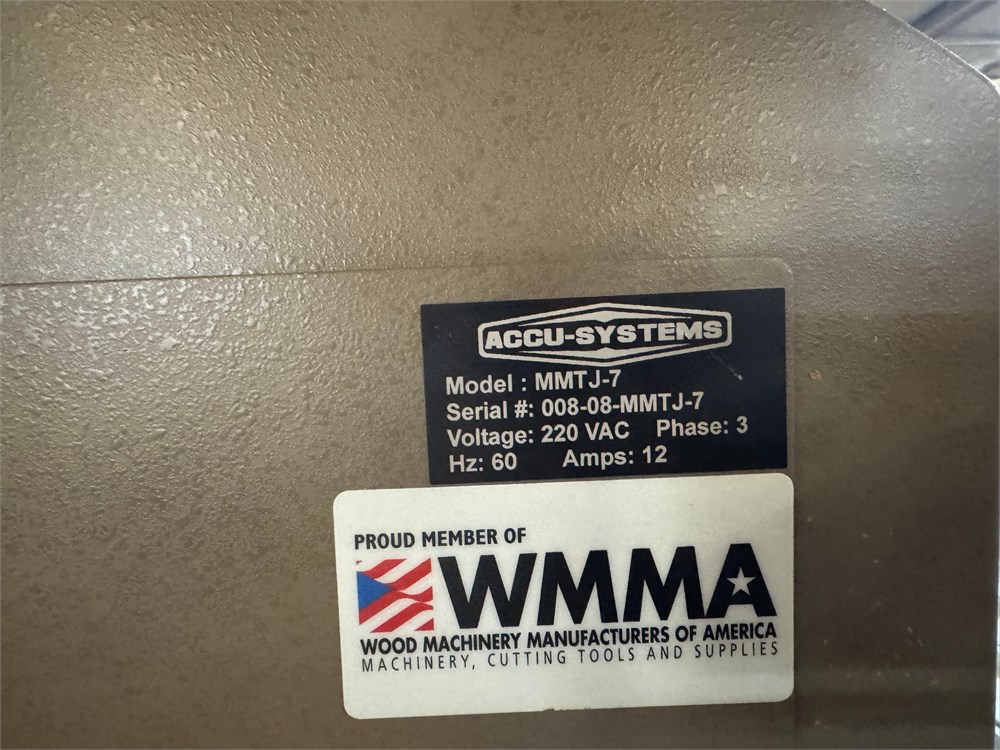 ACCU-SYSTEMS
Model : MMTJ-7
Serial #: 008-08-MMTJ-7
Voltage: 220 VAC Phase: 3
Hz: 60 Amps: 12
PROUD MEMBER OF
WMMA
WOOD MACHINERY MANUFACTURERS OF AMERICA
MACHINERY, CUTTING TOOLS AND SUPPLIES